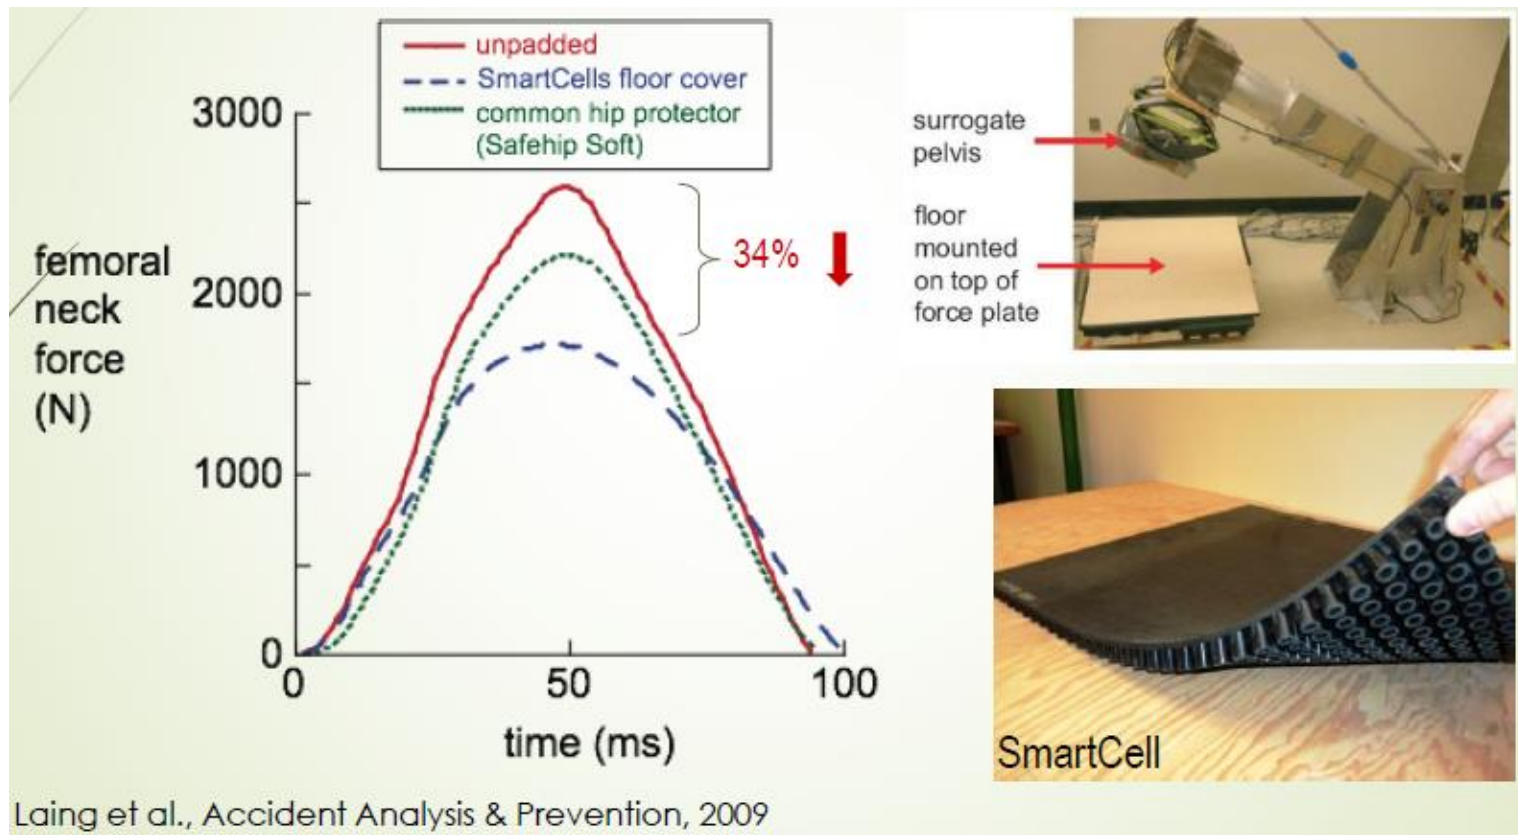 unpadded
SmartCells floor cover
common hip protector
(Safehip Soft)
3000
2000
1000
0
0
50
100
femoral
neck
force
(N)
time (ms)
34%
surrogate
pelvis
floor
mounted
on top of
force plate
SmartCell
Laing et al., Accident Analysis & Prevention, 2009